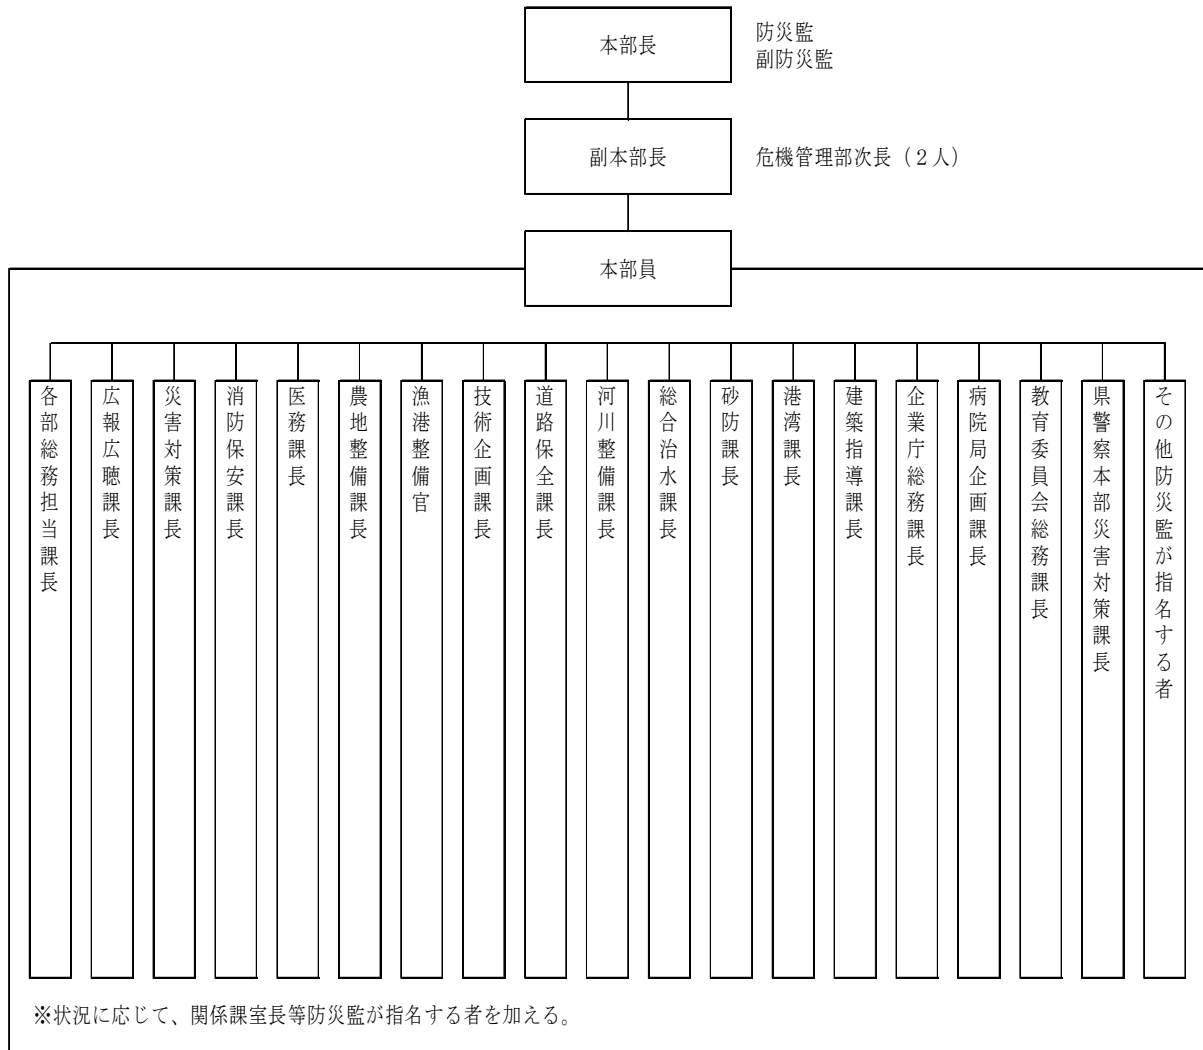 本部長
防災監
副防災監
副本部長
危機管理部次長（２人）
本部員
各部総務担当課長
広報広聴課長
災害対策課長
消防保安課長
医務課長
農地整備課長
漁港整備官
技術企画課長
道路保全課長
河川整備課長
総合治水課長
砂防課長
港湾課長
建築指導課長
企業庁総務課長
病院局企画課長
教育委員会総務課長
県警察本部災害対策課長
その他防災監が指名する者
※状況に応じて、関係課室長等防災監が指名する者を加える。